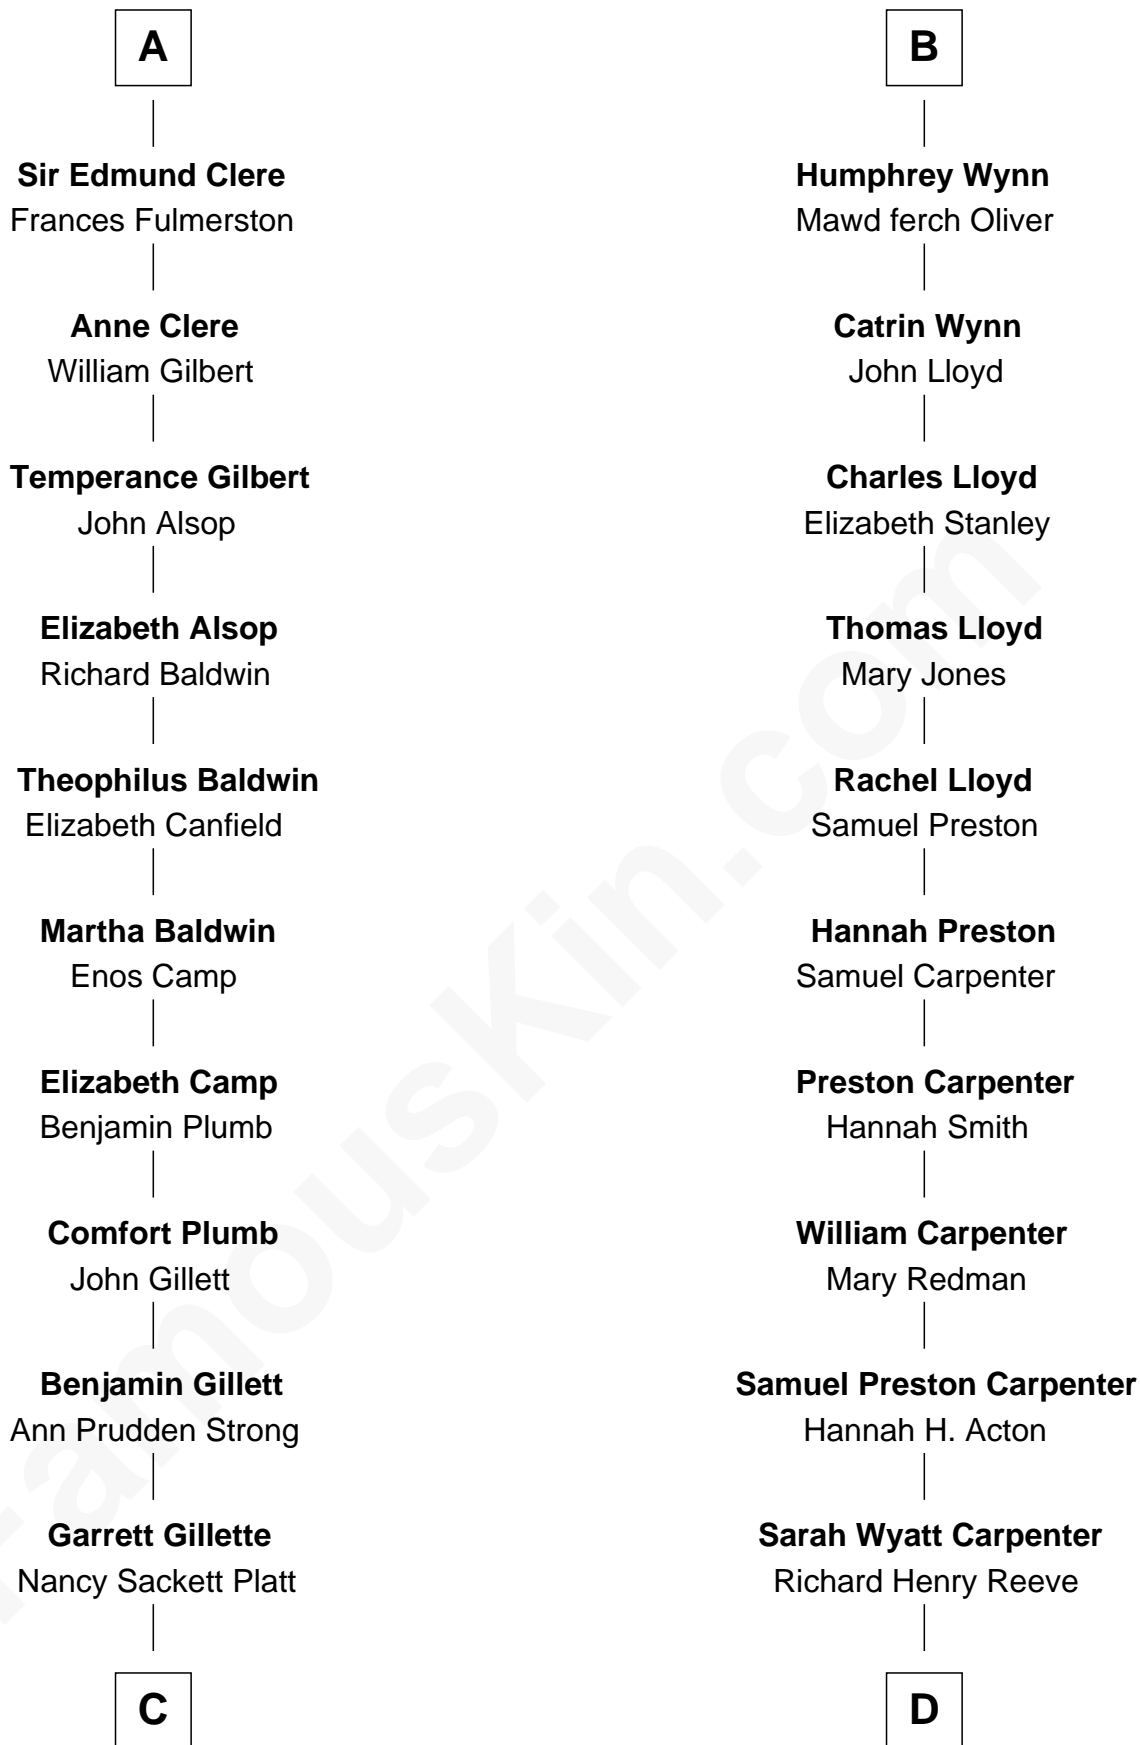 A
Sir Edmund Clere
Frances Fulmerston
Anne Clere
William Gilbert
Temperance Gilbert
John Alsop
Elizabeth Alsop
Richard Baldwin
Theophilus Baldwin
Elizabeth Canfield
Martha Baldwin
Enos Camp
Elizabeth Camp
Benjamin Plumb
Comfort Plumb
John Gillett
Benjamin Gillett
Ann Prudden Strong
Garrett Gillette
Nancy Sackett Platt
C
B
Humphrey Wynn
Mawd ferch Oliver
Catrin Wynn
John Lloyd
Charles Lloyd
Elizabeth Stanley
Thomas Lloyd
Mary Jones
Rachel Lloyd
Samuel Preston
Hannah Preston
Samuel Carpenter
Preston Carpenter
Hannah Smith
William Carpenter
Mary Redman
Samuel Preston Carpenter
Hannah H. Acton
Sarah Wyatt Carpenter
Richard Henry Reeve
D
FamousKin.com